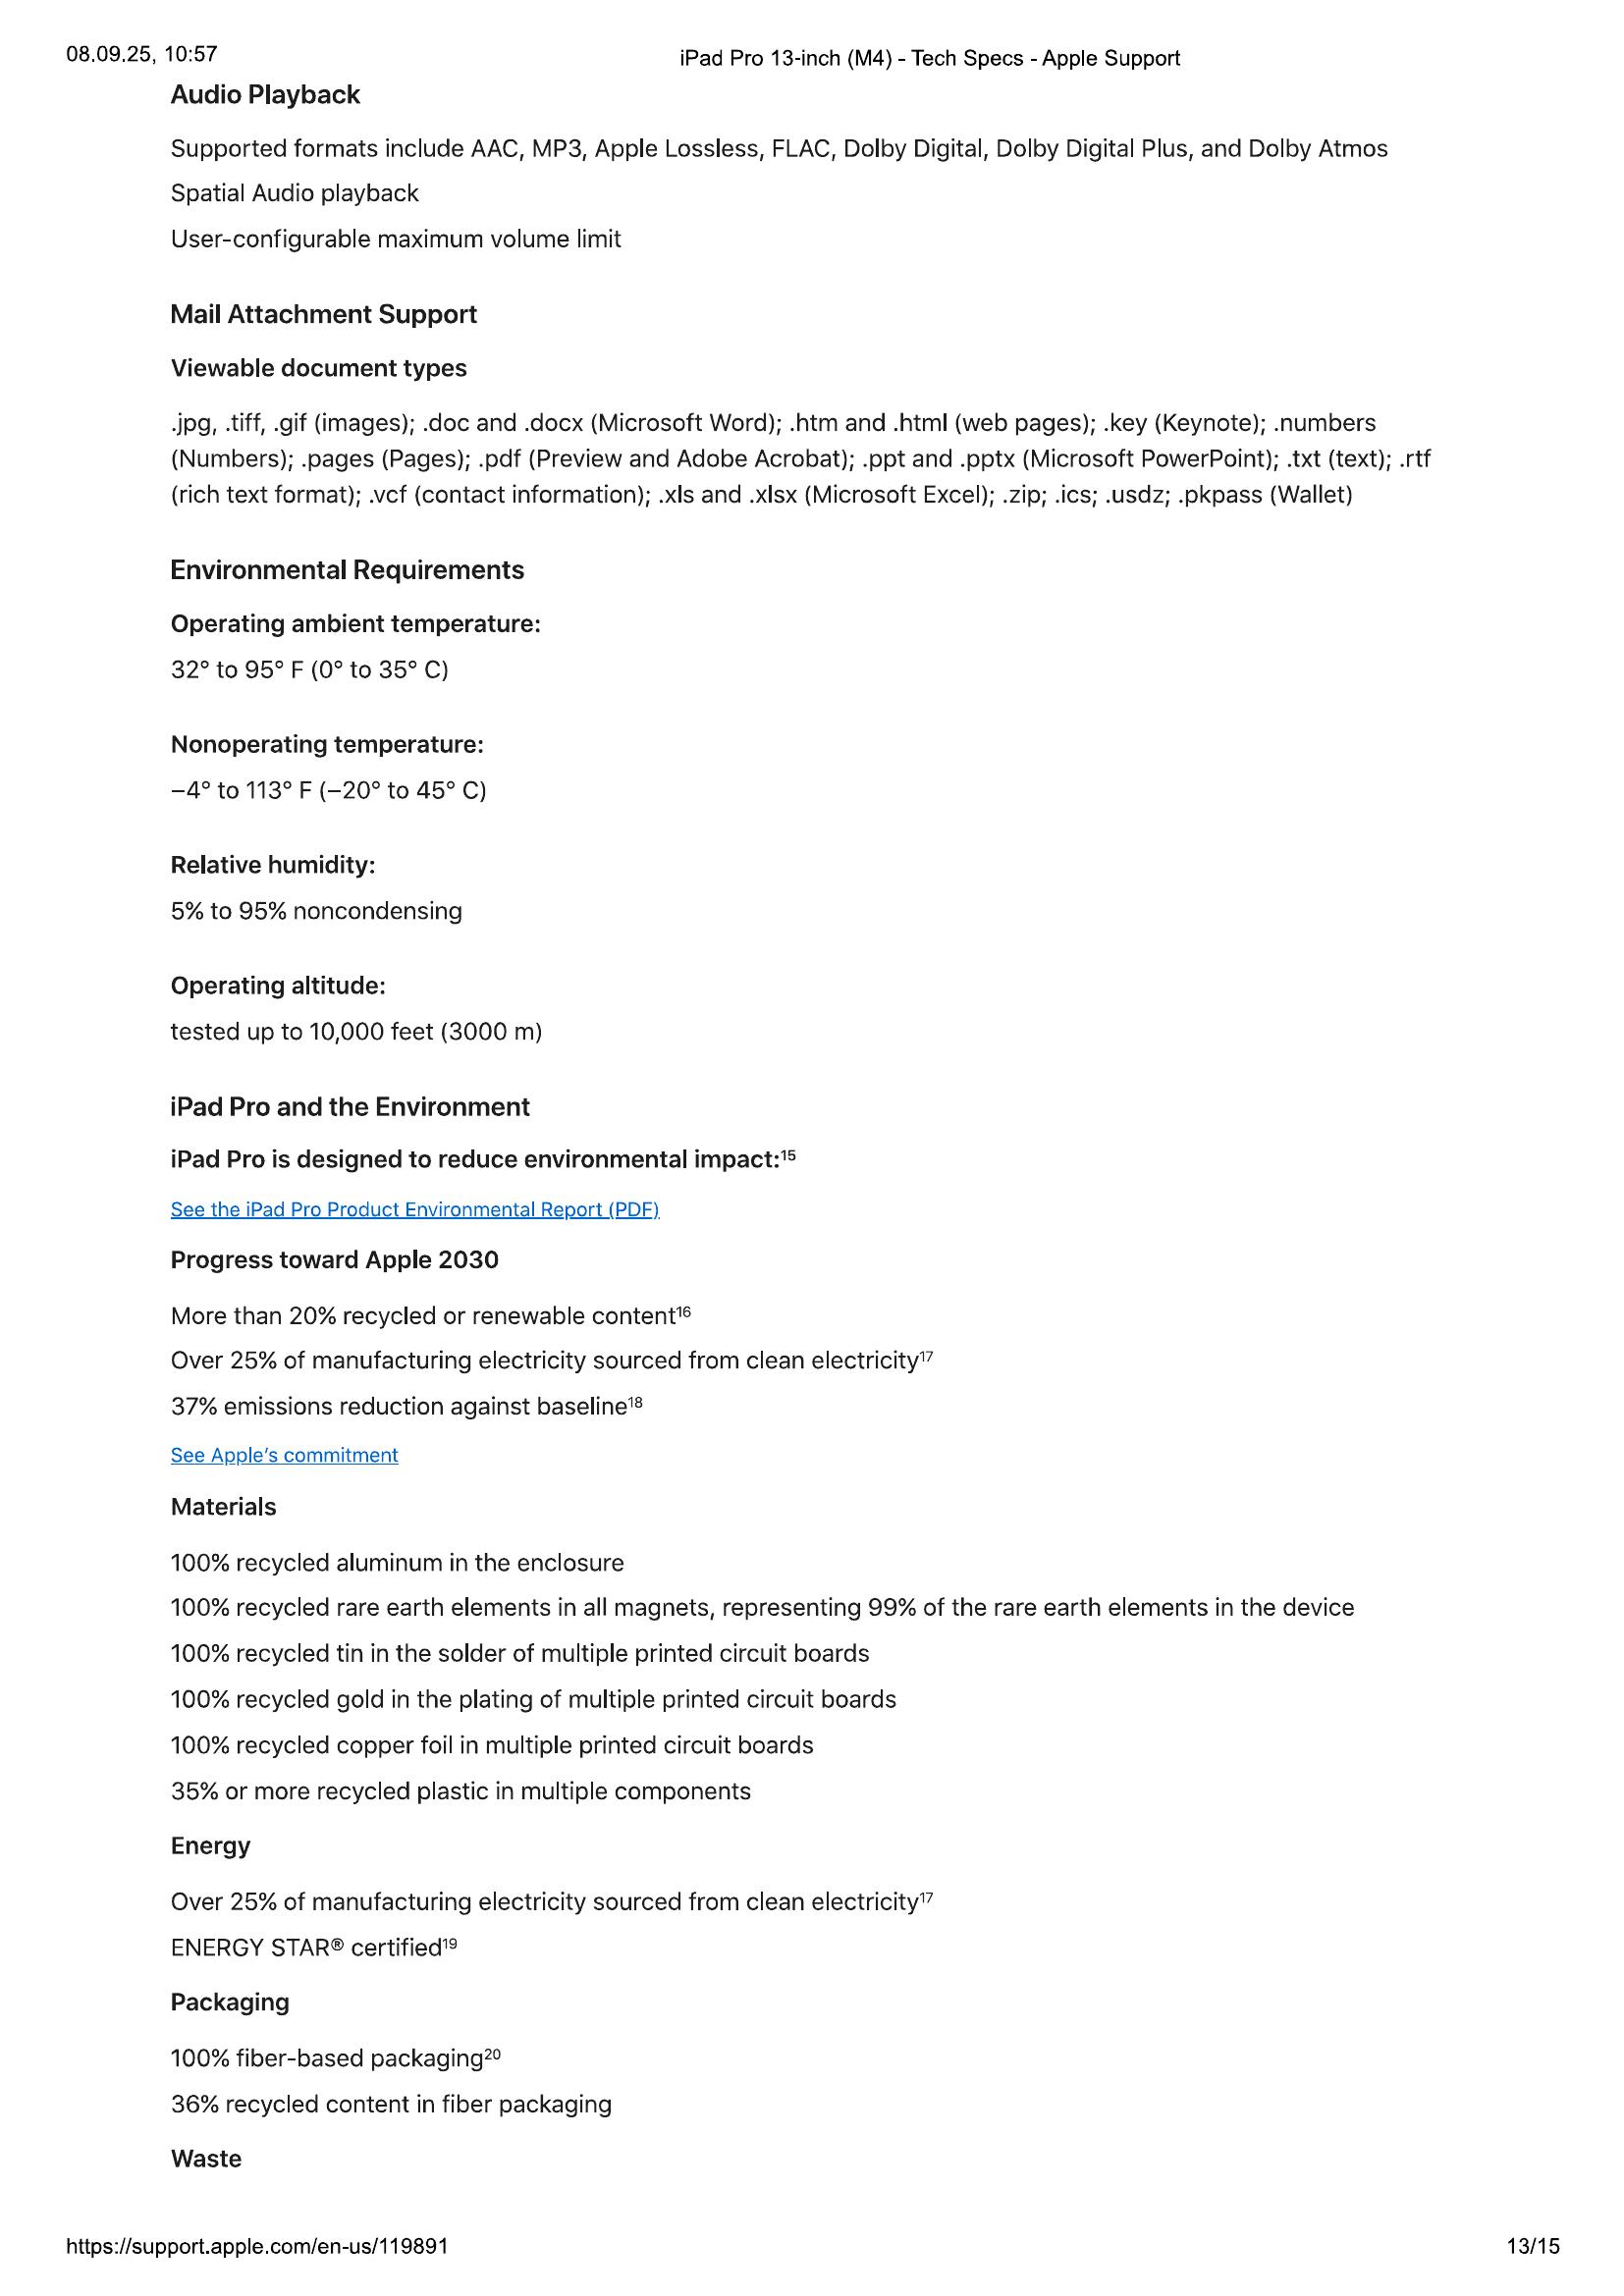 08.09.25, 10:57
iPad Pro 13-inch (M4) - Tech Specs - Apple Support
Audio Playback
Supported formats include AAC, MP3, Apple Lossless, FLAC, Dolby Digital, Dolby Digital Plus, and Dolby Atmos
Spatial Audio playback
User-configurable maximum volume limit
Mail Attachment Support
Viewable document types
.jpg, .tiff, .gif (images); .doc and .docx (Microsoft Word); .htm and .html (web pages); .key (Keynote); .numbers
(Numbers); .pages (Pages); .pdf (Preview and Adobe Acrobat); .ppt and .pptx (Microsoft PowerPoint); .txt (text); .rtf
(rich text format); .vcf (contact information); .xls and .xlsx (Microsoft Excel); .zip; .ics; .usdz; .pkpass (Wallet)
Environmental Requirements
Operating ambient temperature:
32° to 95° F (0° to 35° C)
Nonoperating temperature:
−4° to 113° F (−20° to 45° C)
Relative humidity:
5% to 95% noncondensing
Operating altitude:
tested up to 10,000 feet (3000 m)
iPad Pro and the Environment
iPad Pro is designed to reduce environmental impact:¹⁵
See the iPad Pro Product Environmental Report (PDF)
Progress toward Apple 2030
More than 20% recycled or renewable content¹⁶
Over 25% of manufacturing electricity sourced from clean electricity¹⁷
37% emissions reduction against baseline¹⁸
See Apple’s commitment
Materials
100% recycled aluminum in the enclosure
100% recycled rare earth elements in all magnets, representing 99% of the rare earth elements in the device
100% recycled tin in the solder of multiple printed circuit boards
100% recycled gold in the plating of multiple printed circuit boards
100% recycled copper foil in multiple printed circuit boards
35% or more recycled plastic in multiple components
Energy
Over 25% of manufacturing electricity sourced from clean electricity¹⁷
ENERGY STAR® certified¹⁹
Packaging
100% fiber-based packaging²⁰
36% recycled content in fiber packaging
Waste
https://support.apple.com/en-us/119891
13/15